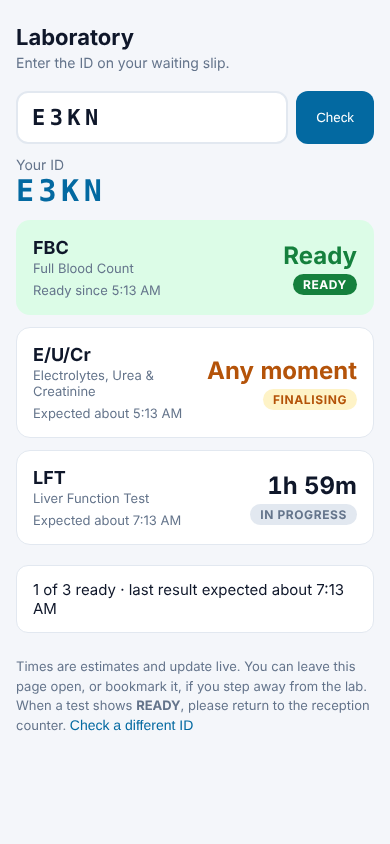 Laboratory
Enter the ID on your waiting slip.
E3KN
Check
Your ID
E3KN
FBC
Full Blood Count
Ready since 5:13 AM
Ready
READY
E/U/Cr
Electrolytes, Urea &
Creatinine
Expected about 5:13 AM
Any moment
FINALISING
LFT
Liver Function Test
Expected about 7:13 AM
1h 59m
IN PROGRESS
1 of 3 ready · last result expected about 7:13
AM
Times are estimates and update live. You can leave this
page open, or bookmark it, if you step away from the lab.
When a test shows READY, please return to the reception
counter. Check a different ID